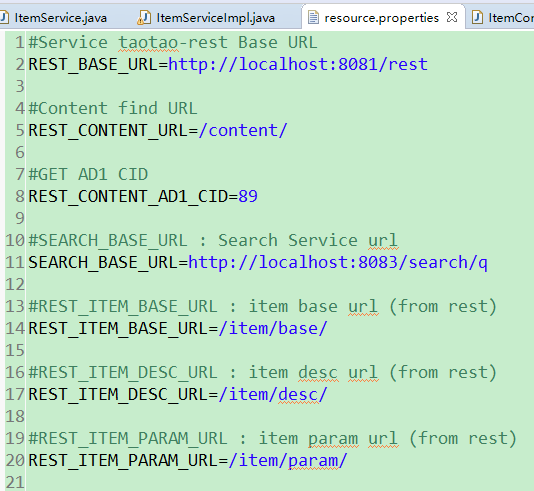 ItemService.java ItemServiceImpl.java resource.properties ItemCon
1 #Service taotao-rest Base URL
2 REST_BASE_URL=http://localhost:8081/rest
3
4 #Content find URL
5 REST_CONTENT_URL=/content/
6
7 #GET AD1 CID
8 REST_CONTENT_AD1_CID=89
9
10 #SEARCH_BASE_URL : Search Service url
11 SEARCH_BASE_URL=http://localhost:8083/search/q
12
13 #REST_ITEM_BASE_URL : item base url (from rest)
14 REST_ITEM_BASE_URL=/item/base/
15
16 #REST_ITEM_DESC_URL : item desc url (from rest)
17 REST_ITEM_DESC_URL=/item/desc/
18
19 #REST_ITEM_PARAM_URL : item param url (from rest)
20 REST_ITEM_PARAM_URL=/item/param/
21